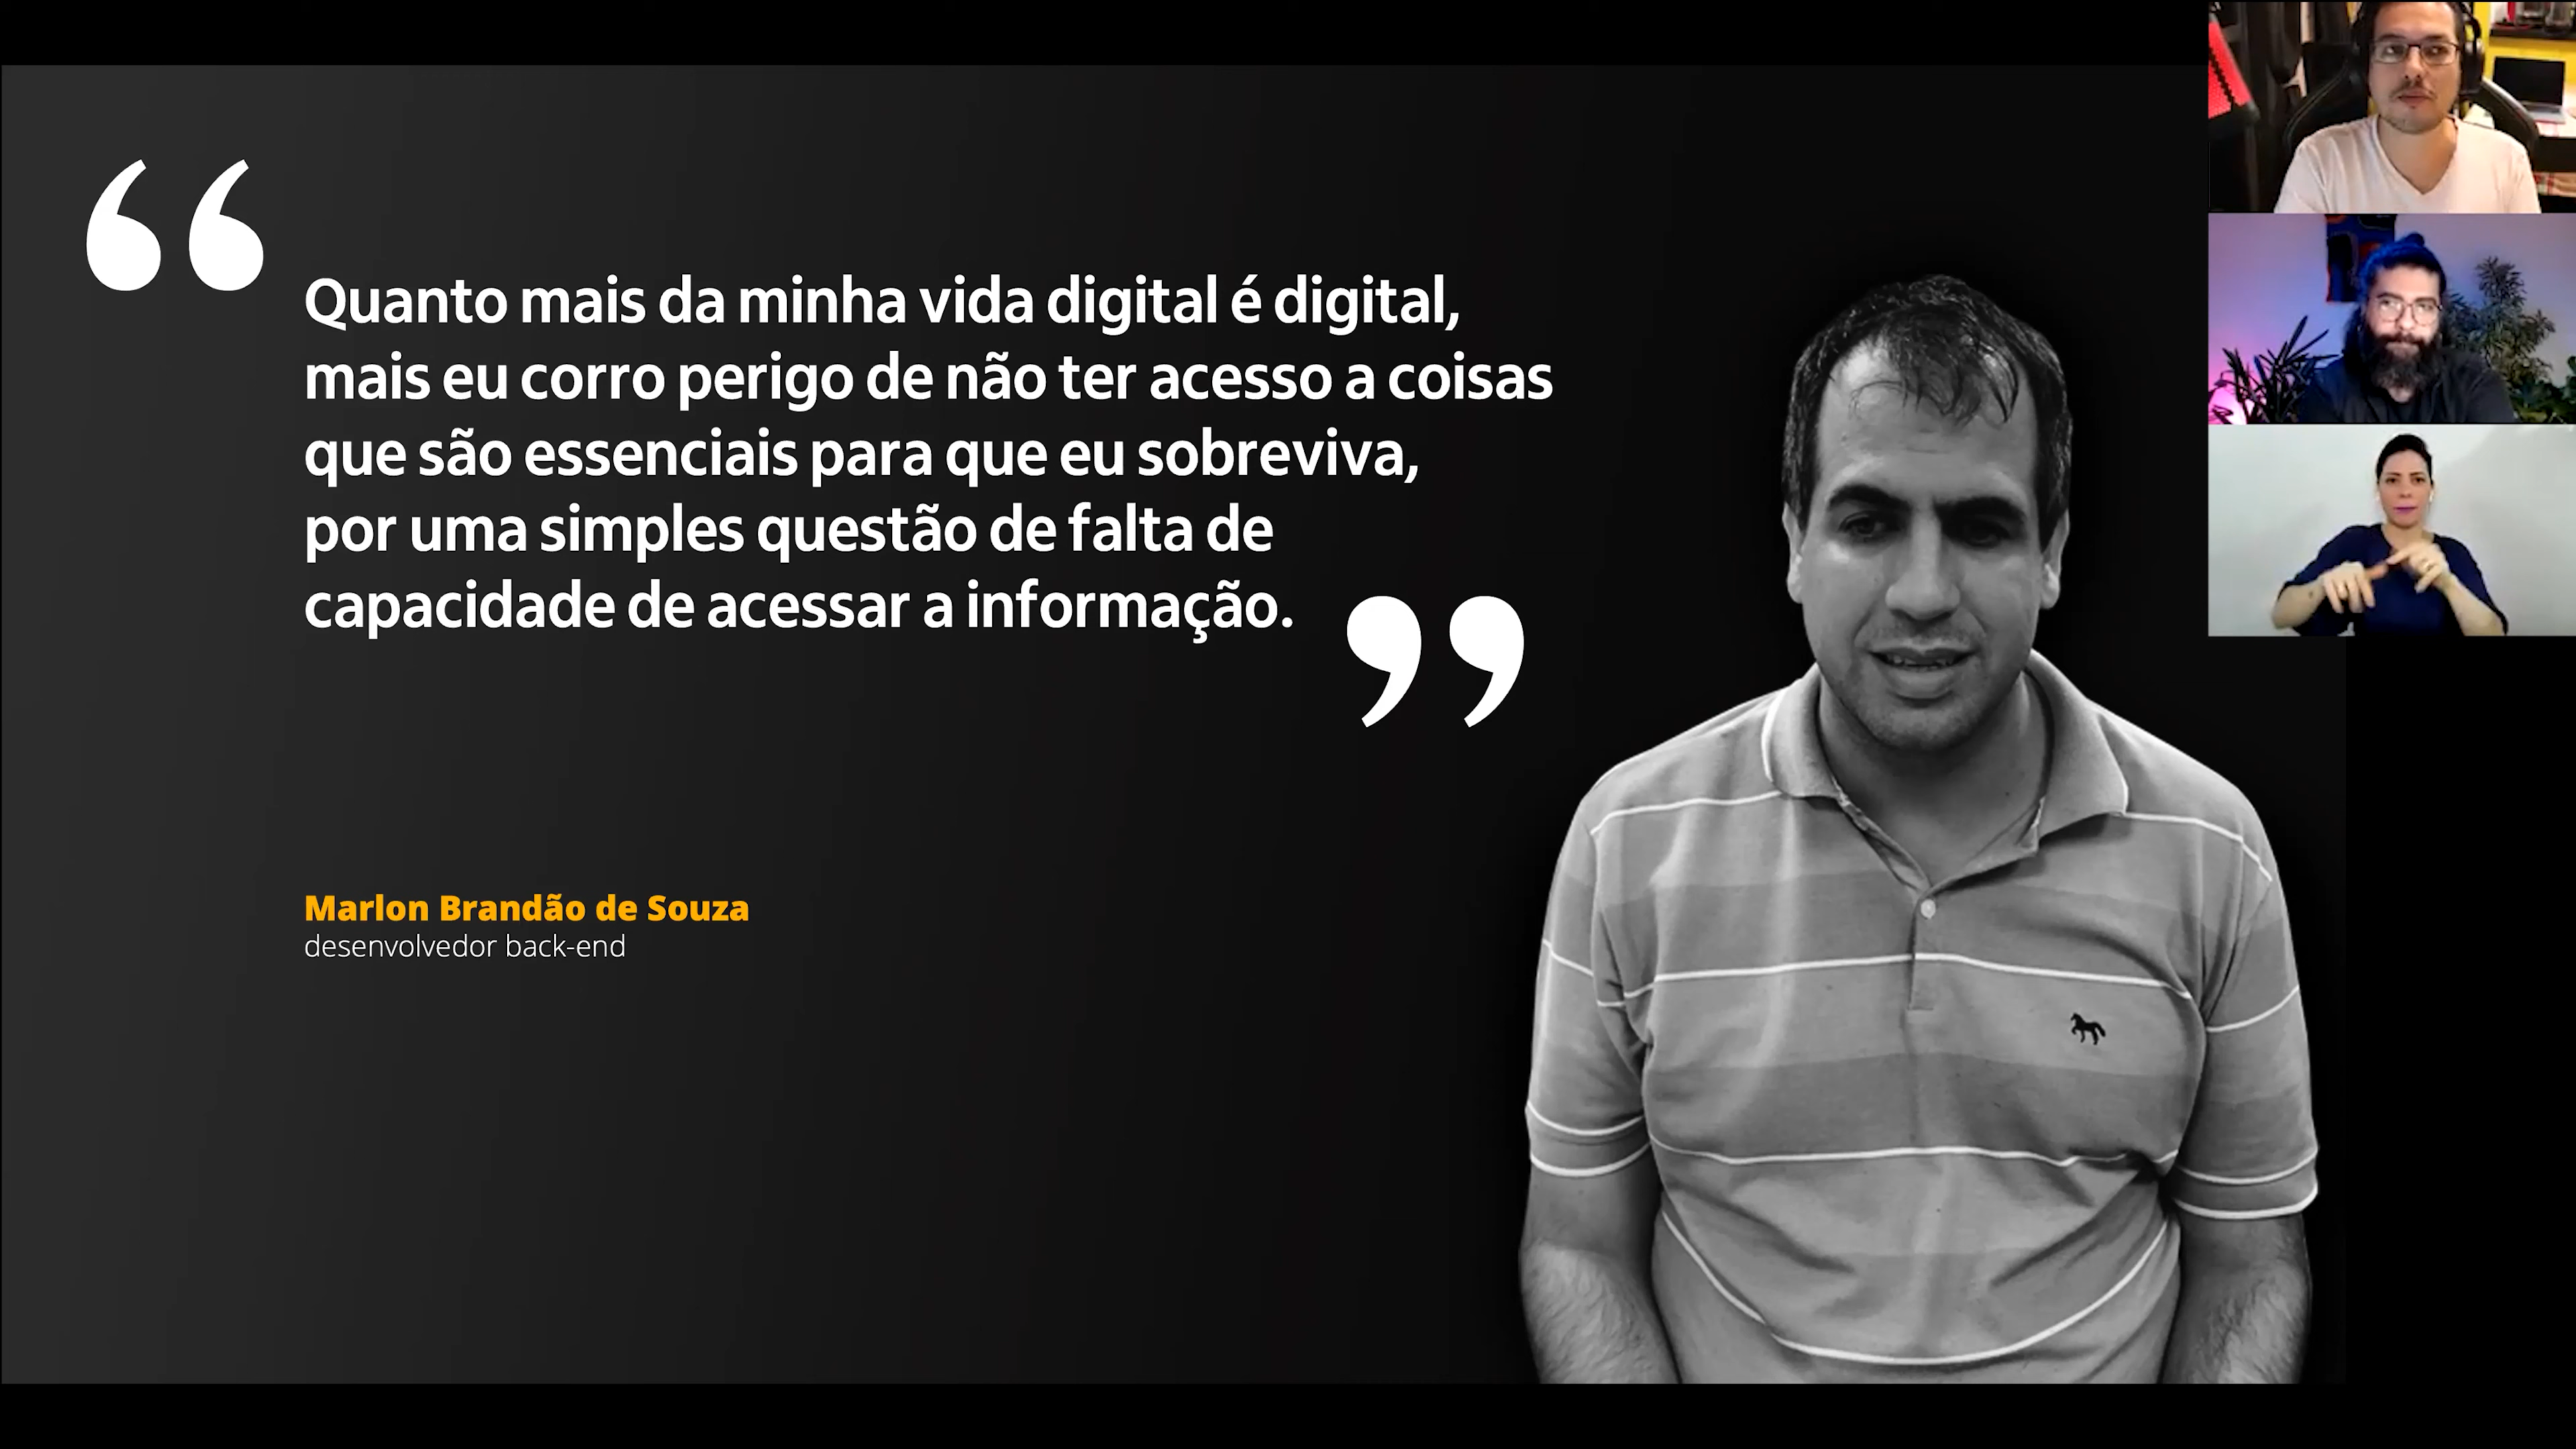 “
Quanto mais da minha vida digital é digital,
mais eu corro perigo de não ter acesso a coisas
que são essenciais para que eu sobreviva,
por uma simples questão de falta de
capacidade de acessar a informação.
”
Marlon Brandão de Souza
desenvolvedor back-end